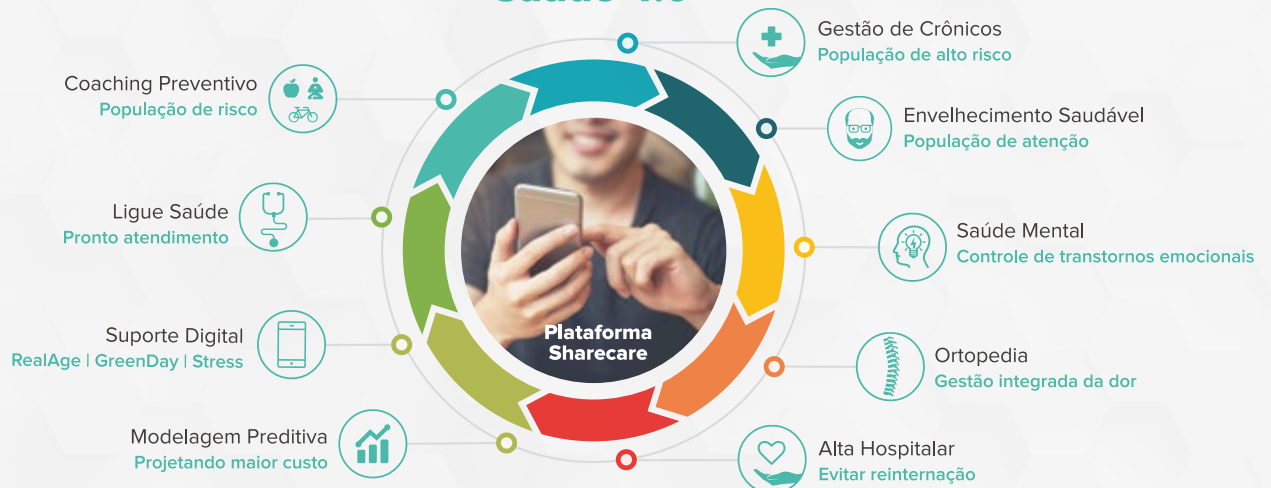 Gestão de Crônicos
População de alto risco
Coaching Preventivo
População de risco
Envelhecimento Saudável
População de atenção
Ligue Saúde
Pronto atendimento
Saúde Mental
Controle de transtornos emocionais
Suporte Digital
RealAge | GreenDay | Stress
Plataforma
Sharecare
Ortopedia
Gestão integrada da dor
Modelagem Preditiva
Projetando maior custo
Alta Hospitalar
Evitar reinternação